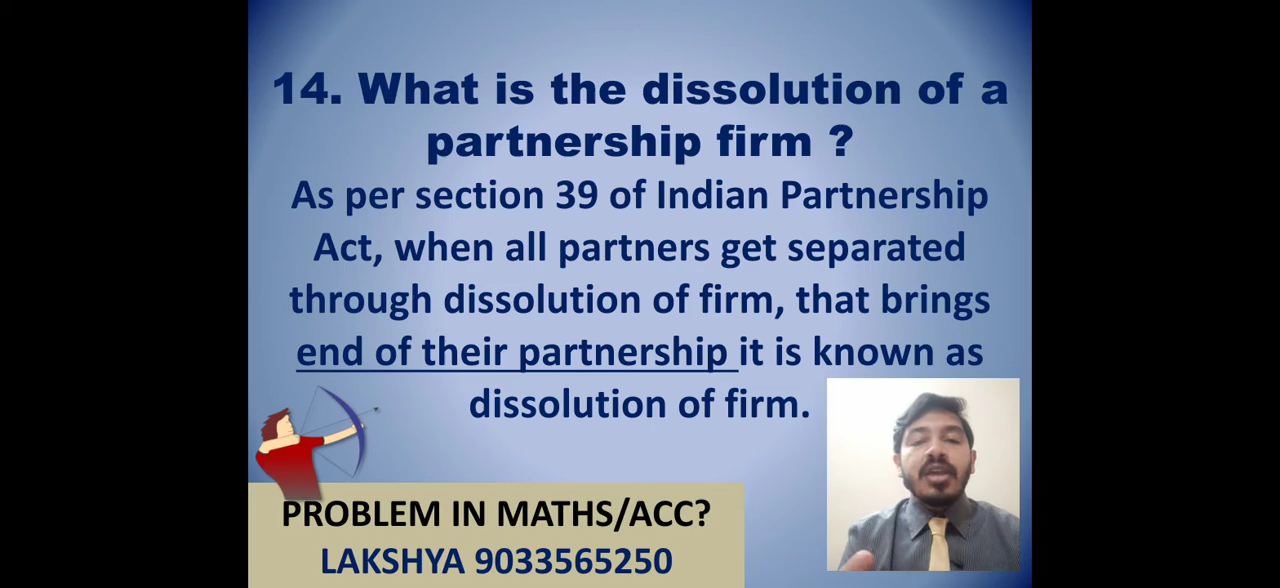 14. What is the dissolution of a
partnership firm ?
As per section 39 of Indian Partnership
Act, when all partners get separated
through dissolution of firm, that brings
end of their partnership it is known as
dissolution of firm.
PROBLEM IN MATHS/ACC?
LAKSHYA 9033565250